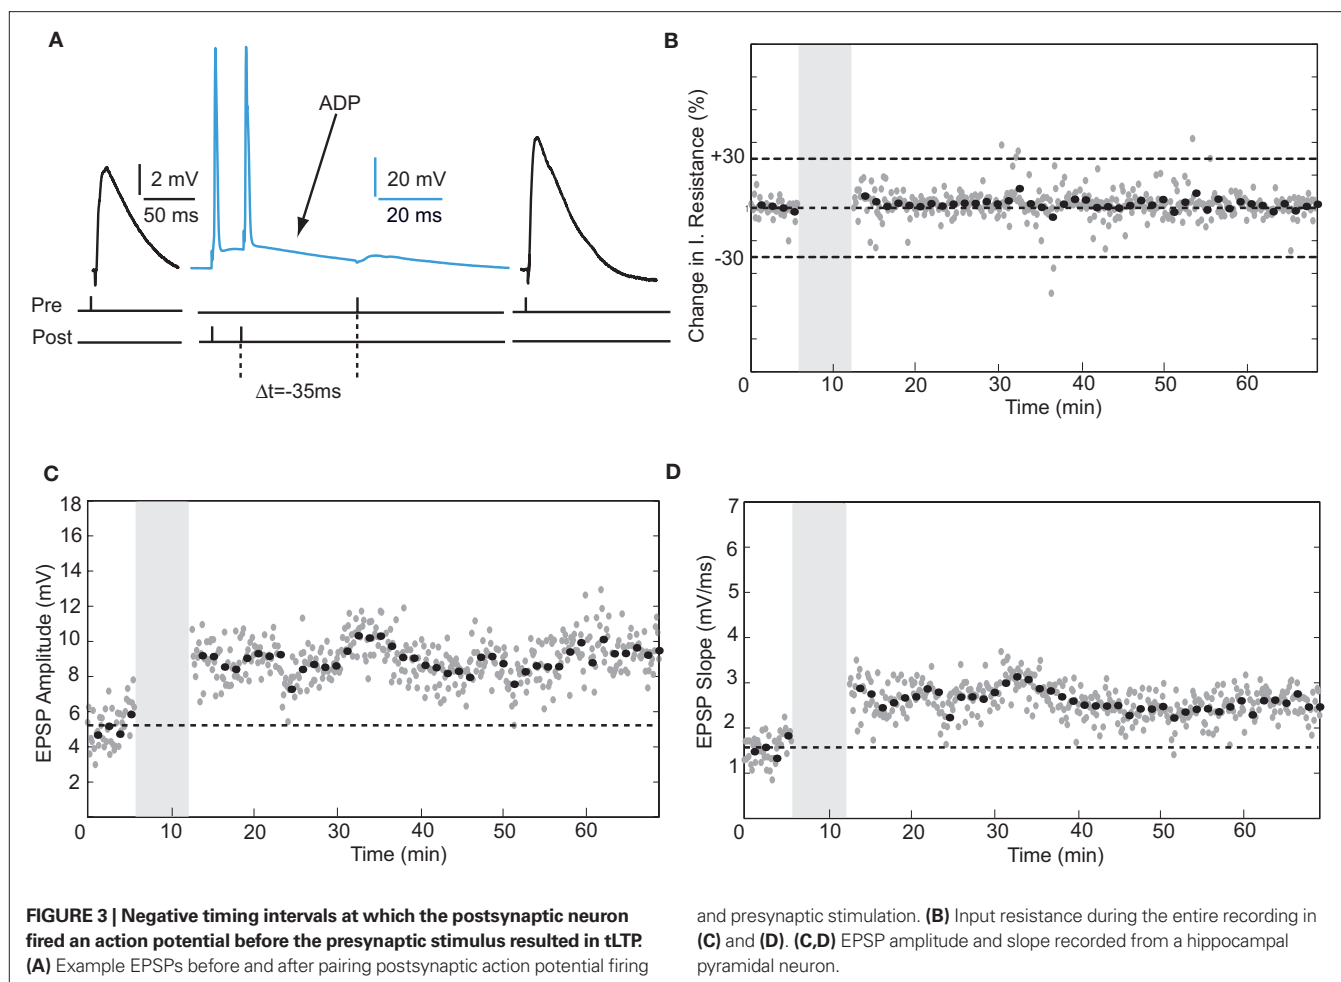 A
ADP
2 mV
50 ms
20 mV
20 ms
Pre
Post
Δt=-35ms
B
Change in I. Resistance (%)
+30
-30
0 10 20 30 40 50 60
Time (min)
C
EPSP Amplitude (mV)
18
16
14
12
10
8
6
4
2
0 10 20 30 40 50 60
Time (min)
D
EPSP Slope (mV/ms)
7
6
5
4
3
2
1
0 10 20 30 40 50 60
Time (min)
FIGURE 3 | Negative timing intervals at which the postsynaptic neuron
fired an action potential before the presynaptic stimulus resulted in tLTP.
(A) Example EPSPs before and after pairing postsynaptic action potential firing
and presynaptic stimulation. (B) Input resistance during the entire recording in
(C) and (D). (C,D) EPSP amplitude and slope recorded from a hippocampal
pyramidal neuron.